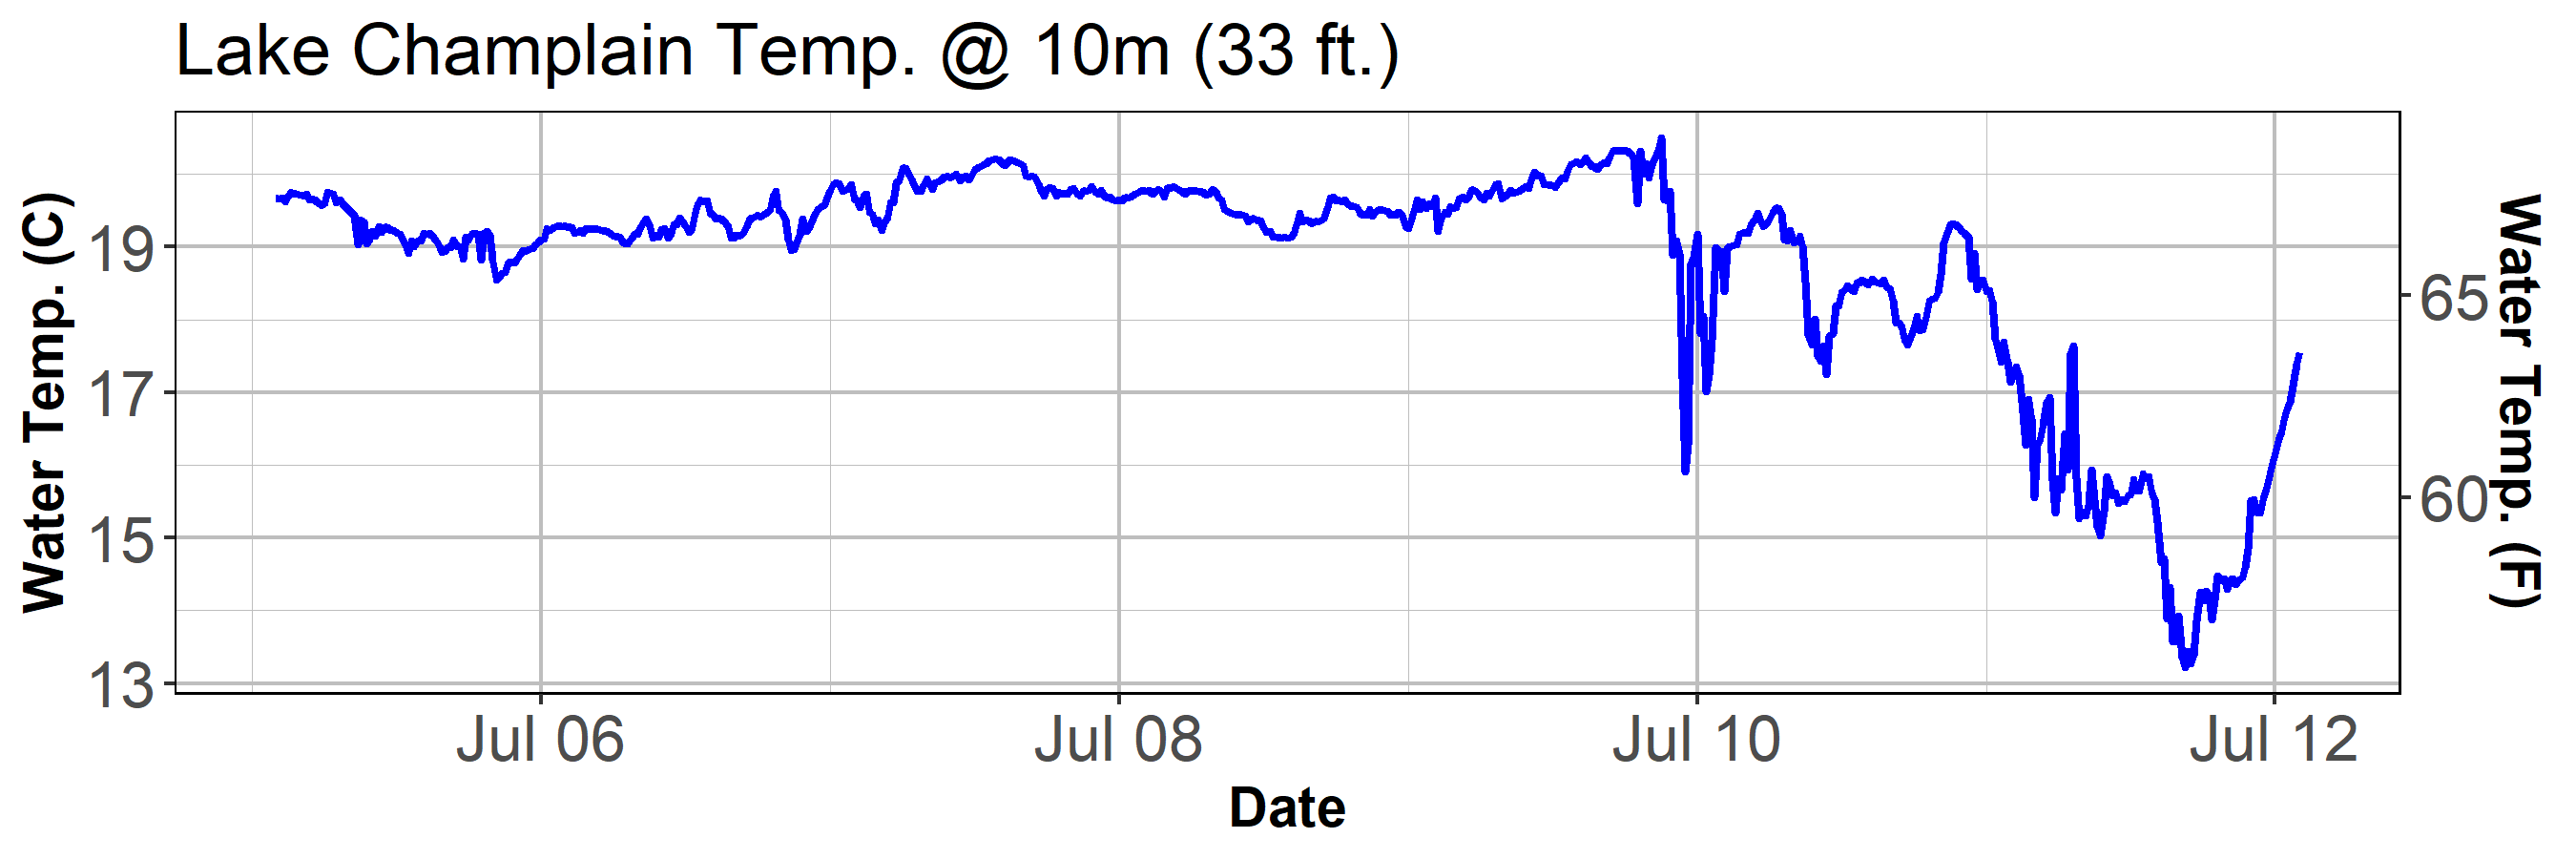 Lake Champlain Temp. @ 10m (33 ft.)
Water Temp. (C)
19
17
15
13
65
60
Water Temp. (F)
Jul 06
Jul 08
Jul 10
Jul 12
Date